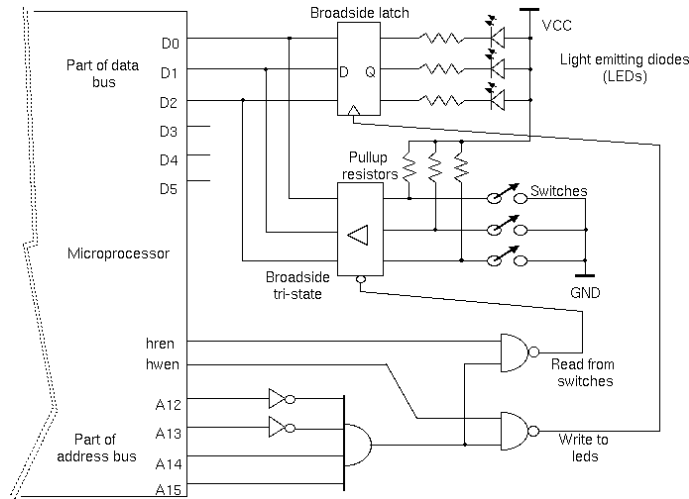 Broadside latch
VCC
D0
Part of data
bus
D1
D
Q
Light emitting diodes
(LEDs)
D2
D3
D4
D5
Pullup
resistors
Switches
Microprocessor
Broadside
tri-state
GND
hren
hwen
Read from
switches
A12
A13
Part of
address bus
Write to
leds
A14
A15